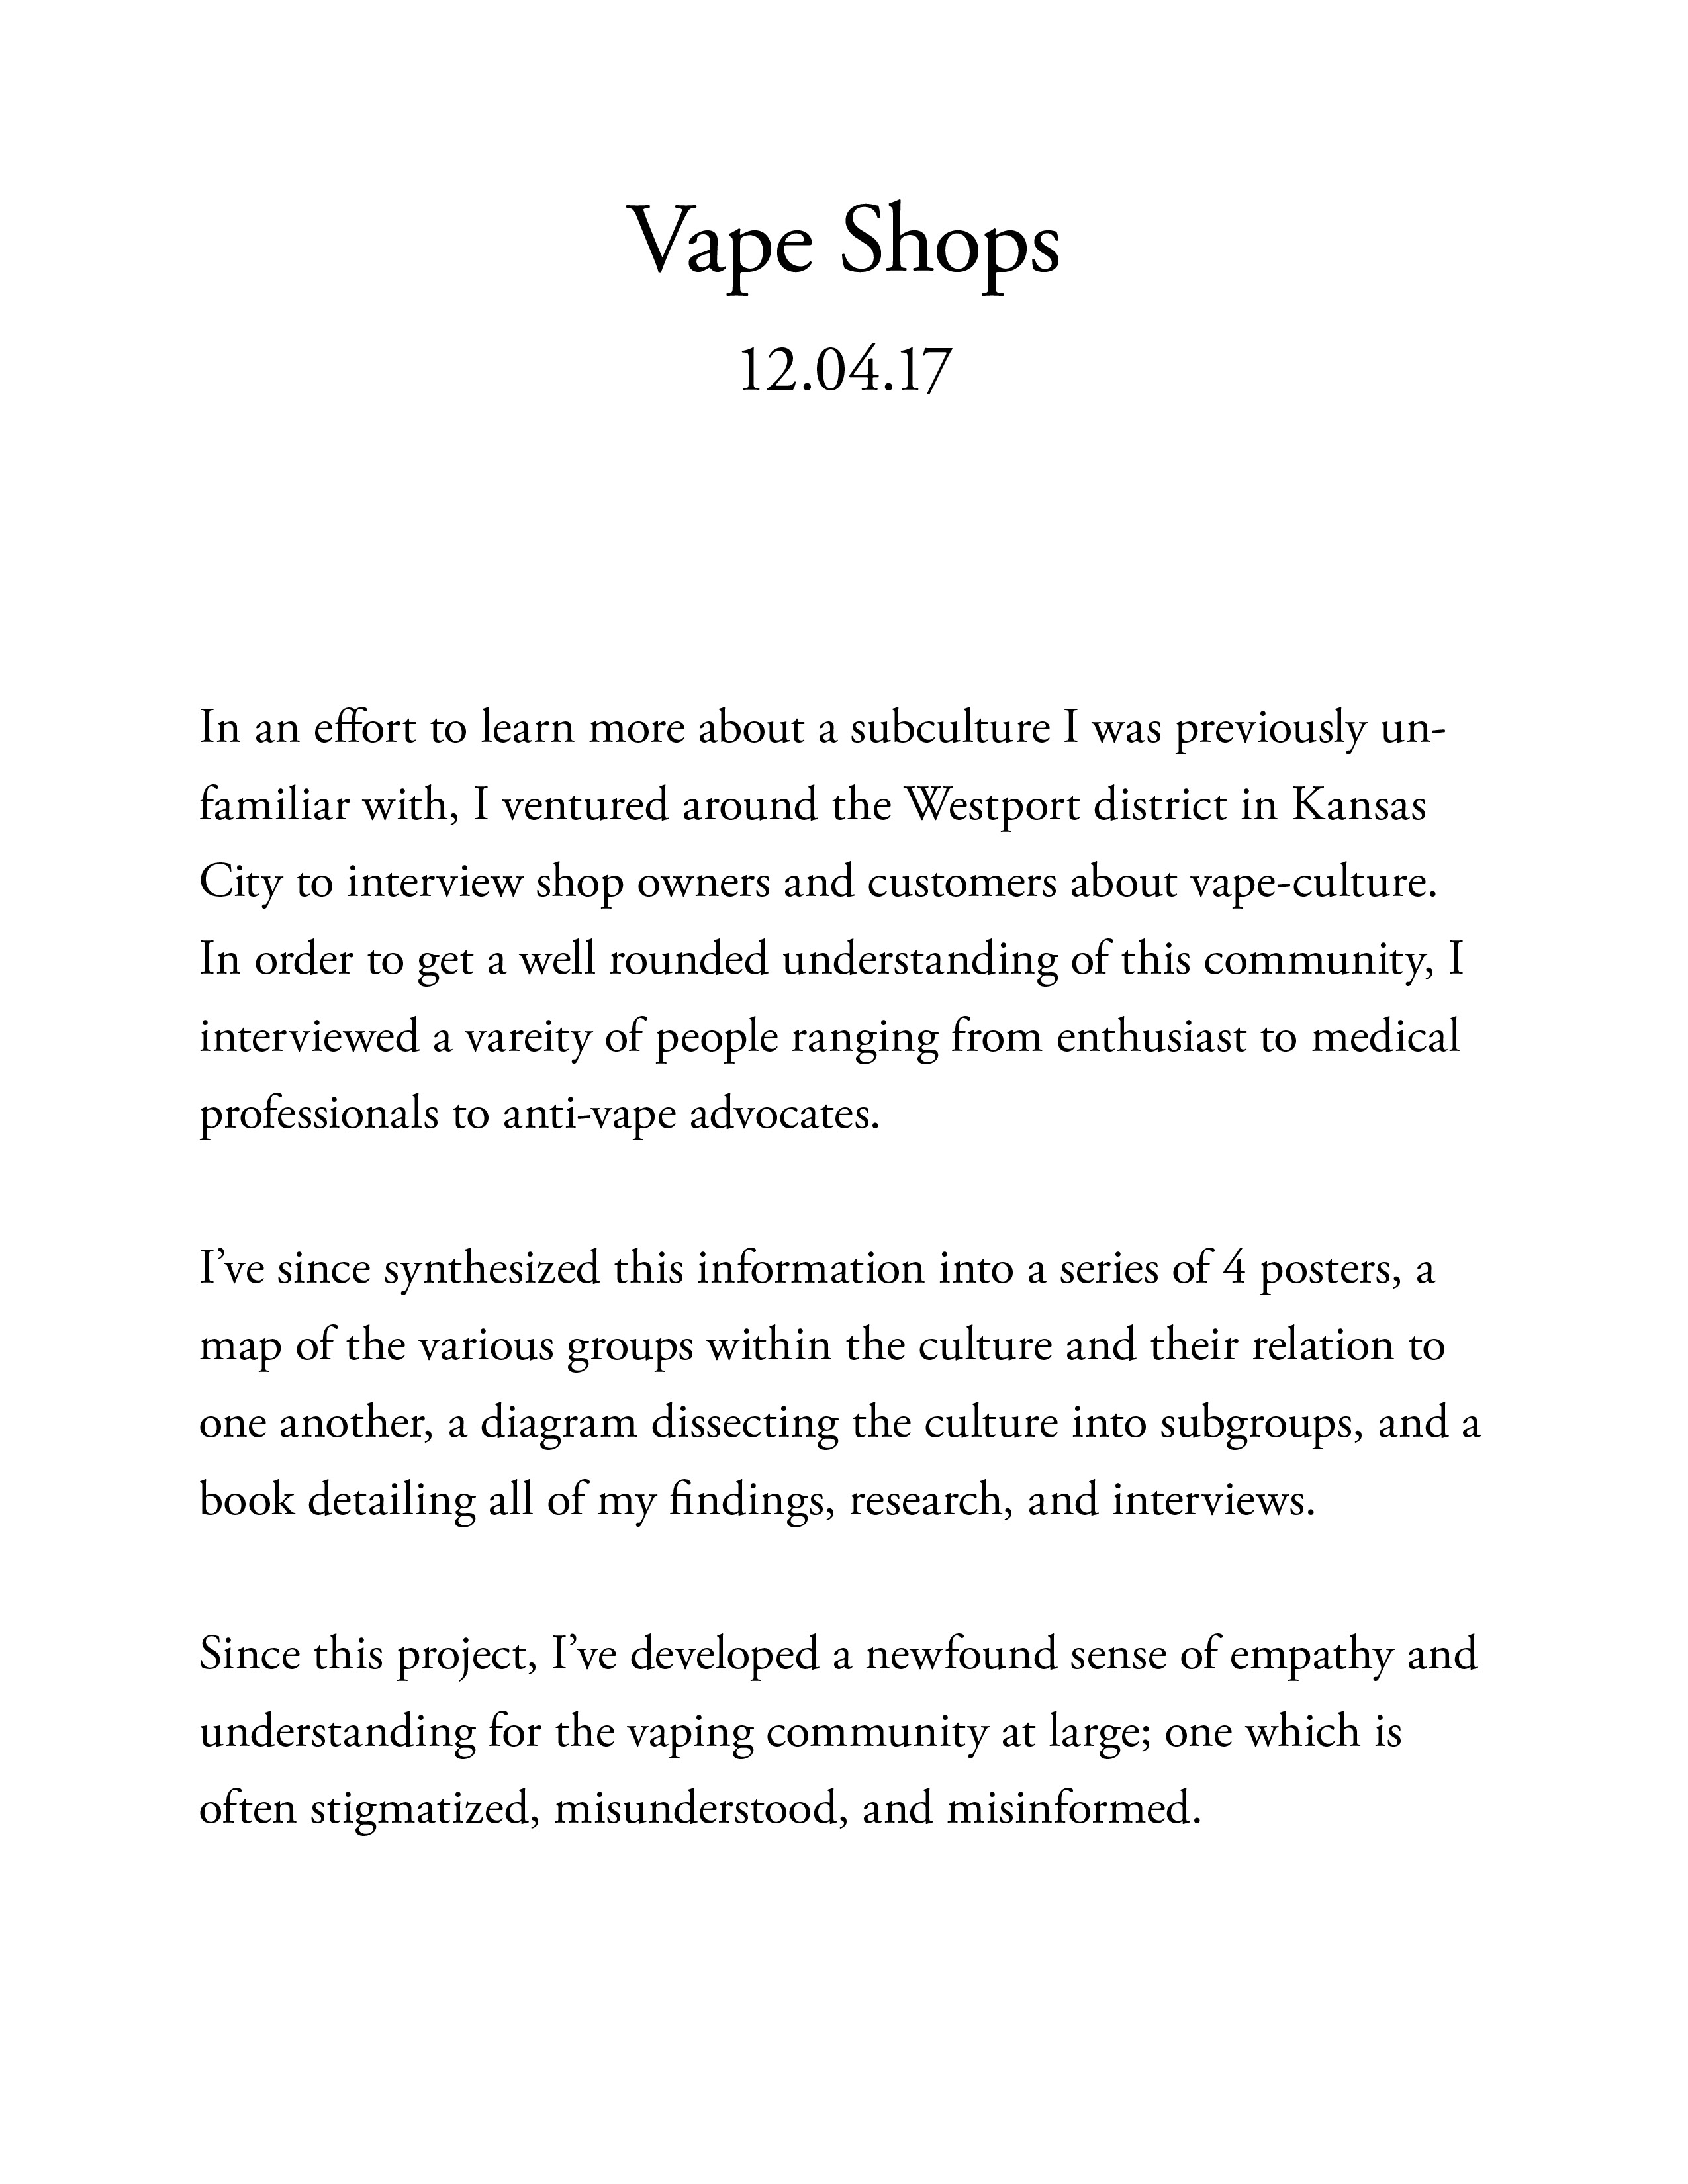 Vape Shops
12.04.17
In an effort to learn more about a subculture I was previously un-
familiar with, I ventured around the Westport district in Kansas
City to interview shop owners and customers about vape-culture.
In order to get a well rounded understanding of this community, I
interviewed a vareity of people ranging from enthusiast to medical
professionals to anti-vape advocates.
I’ve since synthesized this information into a series of 4 posters, a
map of the various groups within the culture and their relation to
one another, a diagram dissecting the culture into subgroups, and a
book detailing all of my findings, research, and interviews.
Since this project, I’ve developed a newfound sense of empathy and
understanding for the vaping community at large; one which is
often stigmatized, misunderstood, and misinformed.